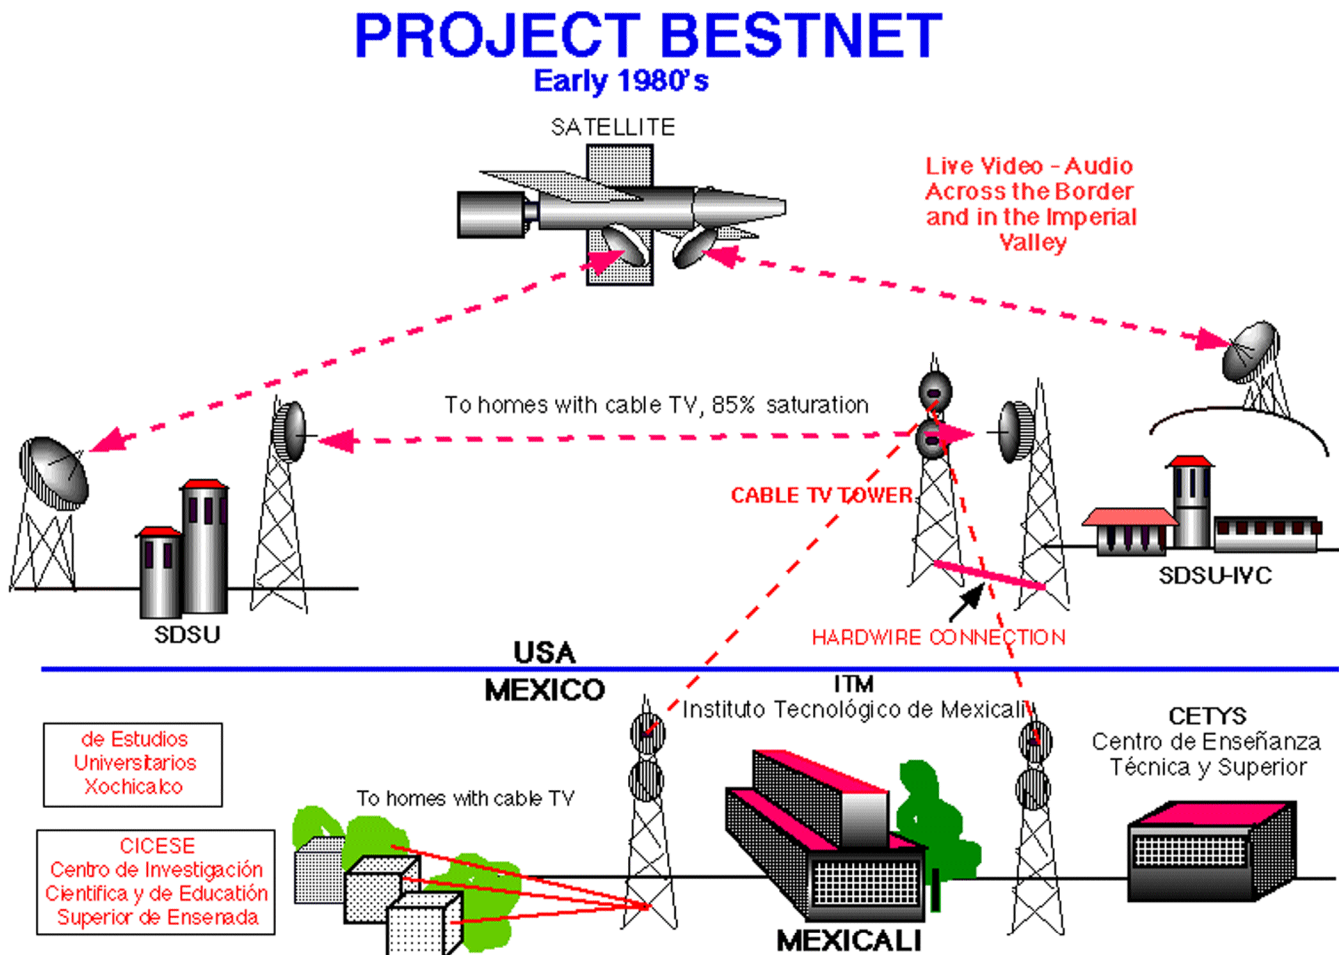 PROJECT BESTNET
Early 1980's
SATELLITE
Live Video - Audio
Across the Border
and in the Imperial
Valley
To homes with cable TV, 85% saturation
CABLE TV TOWER
SDSU
SDSU-IVC
HARDWIRE CONNECTION
USA
MEXICO
ITM
Instituto Tecnológico de Mexicali
CETYS
Centro de Enseñanza
Técnica y Superior
de Estudios
Universitarios
Xochicalco
To homes with cable TV
CICESE
Centro de Investigación
Cientifica y de Educatión
Superior de Ensenada
MEXICALI